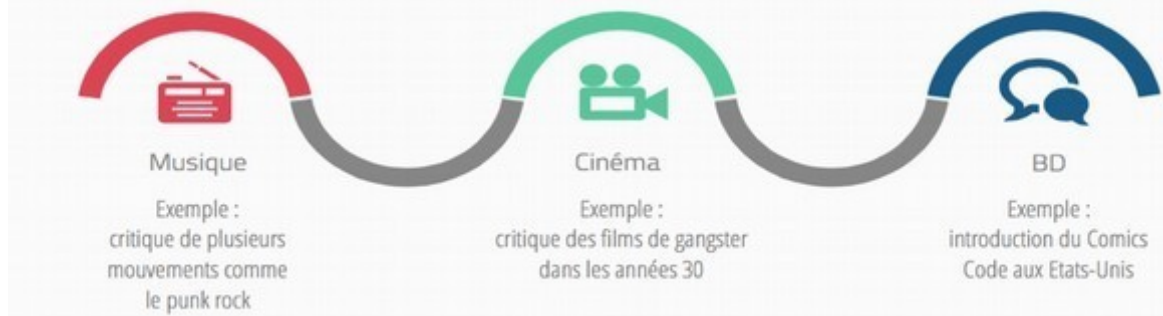 Musique
Exemple :
critique de plusieurs
mouvements comme
le punk rock
Cinéma
Exemple :
critique des films de gangster
dans les années 30
BD
Exemple :
introduction du Comics
Code aux Etats-Unis